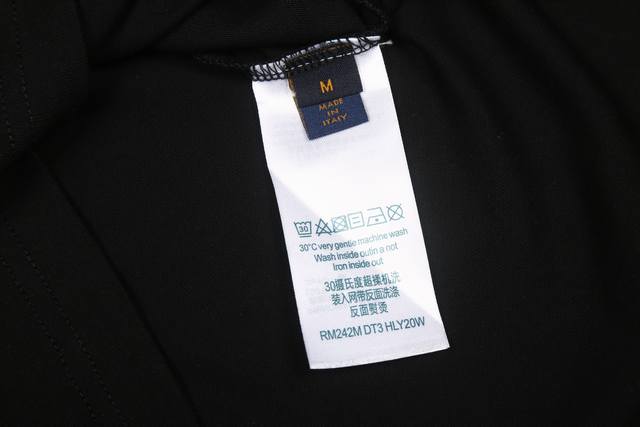 M
MADE
IN
ITALY
30
30°C very gentle machine wash
Wash inside outin a not
Iron inside out
30摄氏度超揉机洗
装入网带反面洗涤
反面熨烫
RM242M DT3 HLY20W